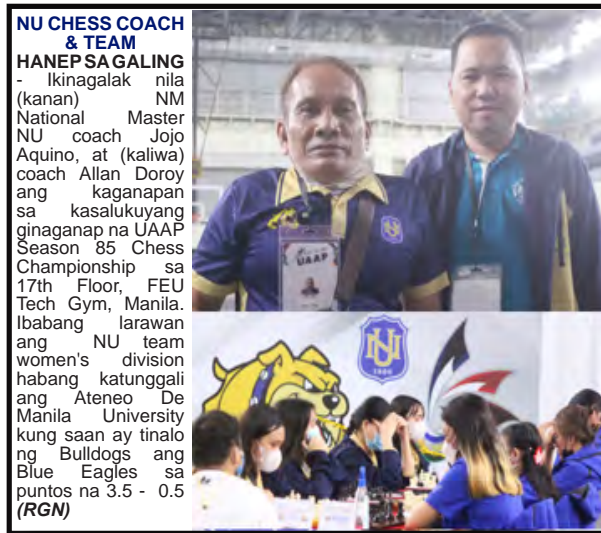 NU CHESS COACH
& TEAM
HANEP SA GALING
- Ikinagalak nila
(kanan) NM
National Master
NU coach Jojo
Aquino, at (kaliwa)
coach Allan Doroy
ang kaganapan
sa kasalukuyang
ginaganap na UAAP
Season 85 Chess
Championship sa
17th Floor, FEU
Tech Gym, Manila.
Ibabang larawan
ang NU team
women's division
habang katunggali
ang Ateneo De
Manila University
kung saan ay tinalo
ng Bulldogs ang
Blue Eagles sa
puntos na 3.5 - 0.5
(RGN)
UAAP
NU
1900